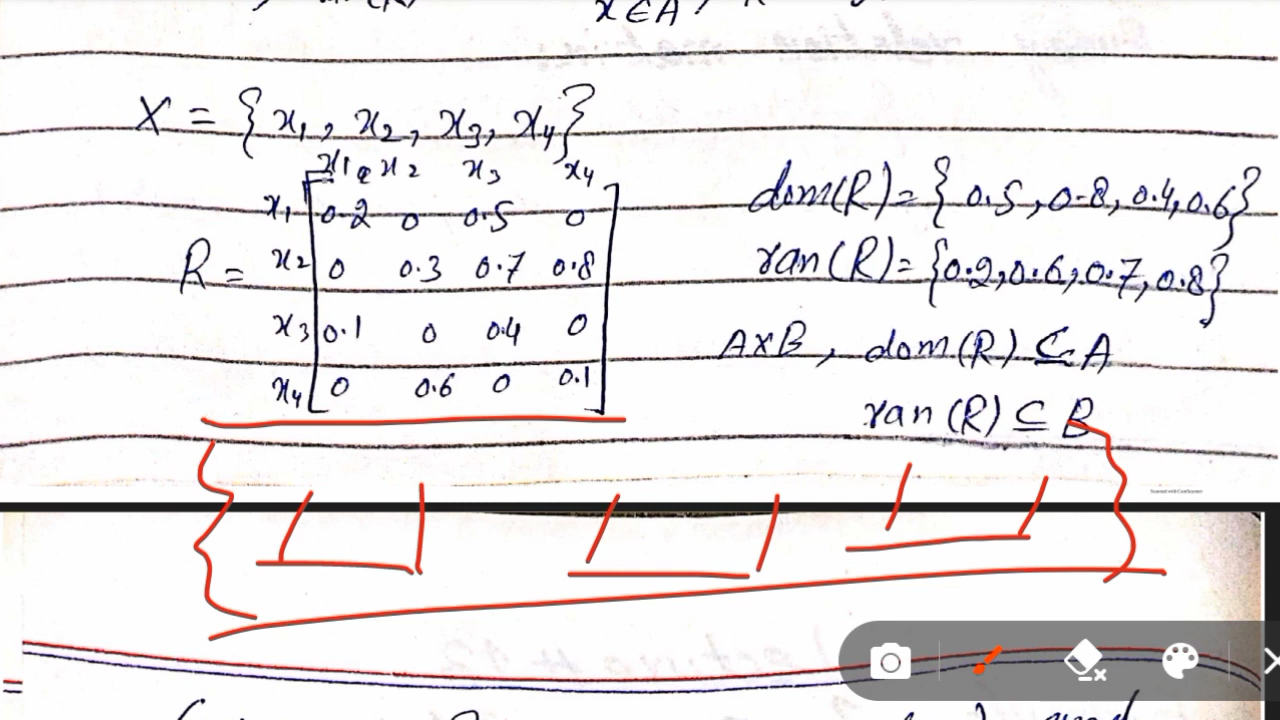 x∈A
X = { x1, x2, x3, x4 }
x1 x2 x3 x4
x1 0.2 0 0.5 0
R = x2 0 0.3 0.7 0.8
x3 0.1 0 0.4 0
x4 0 0.6 0 0.1
dom(R) = { 0.5, 0.8, 0.4, 0.6 }
ran(R) = { 0.2, 0.6, 0.7, 0.8 }
A×B, dom(R) ⊆ A
ran(R) ⊆ B
Scanned with CamScanner